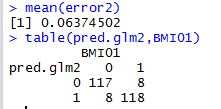 > mean(error2)
[1] 0.06374502
> table(pred.glm2,BMI01)
BMI01
pred.glm2 0 1
0 117 8
1 8 118